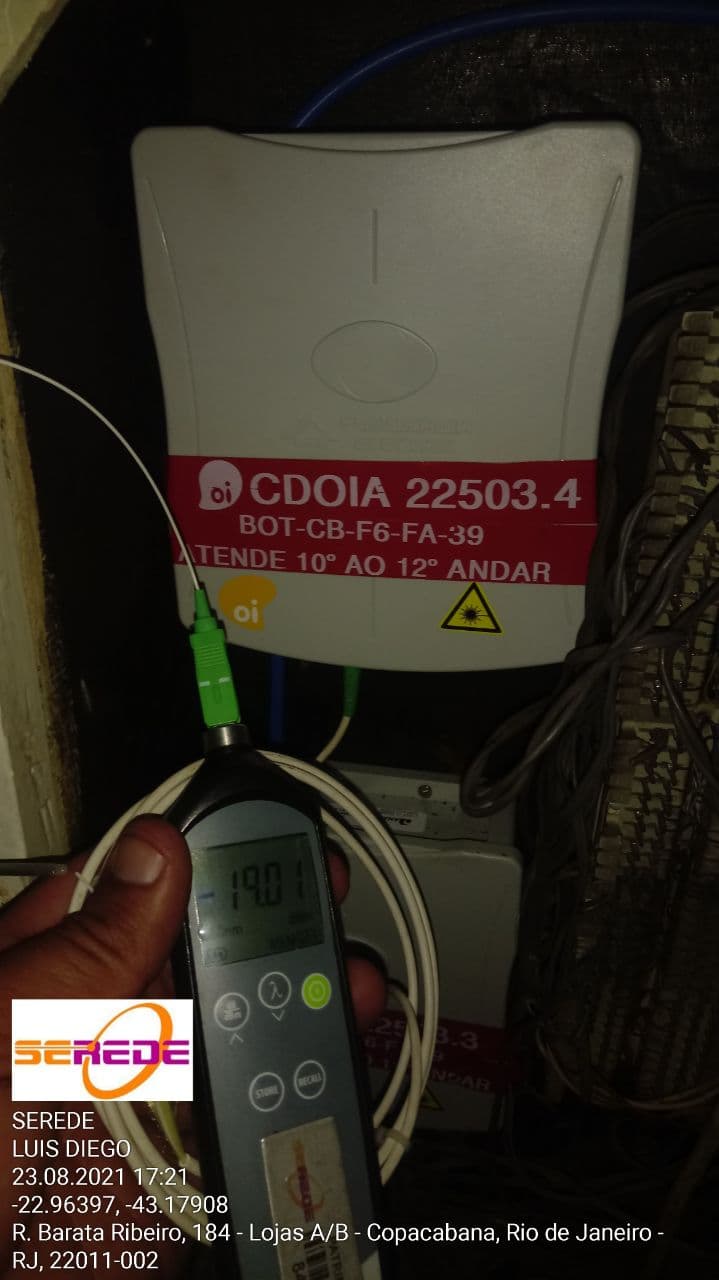 oi CDOIA 22503.4
BOT-CB-F6-FA-39
ATENDE 10º AO 12º ANDAR
oi
-19.01
λ
STORE
RECALL
SEREDE
SEREDE
LUIS DIEGO
23.08.2021 17:21
-22.96397, -43.17908
R. Barata Ribeiro, 184 - Lojas A/B - Copacabana, Rio de Janeiro -
RJ, 22011-002